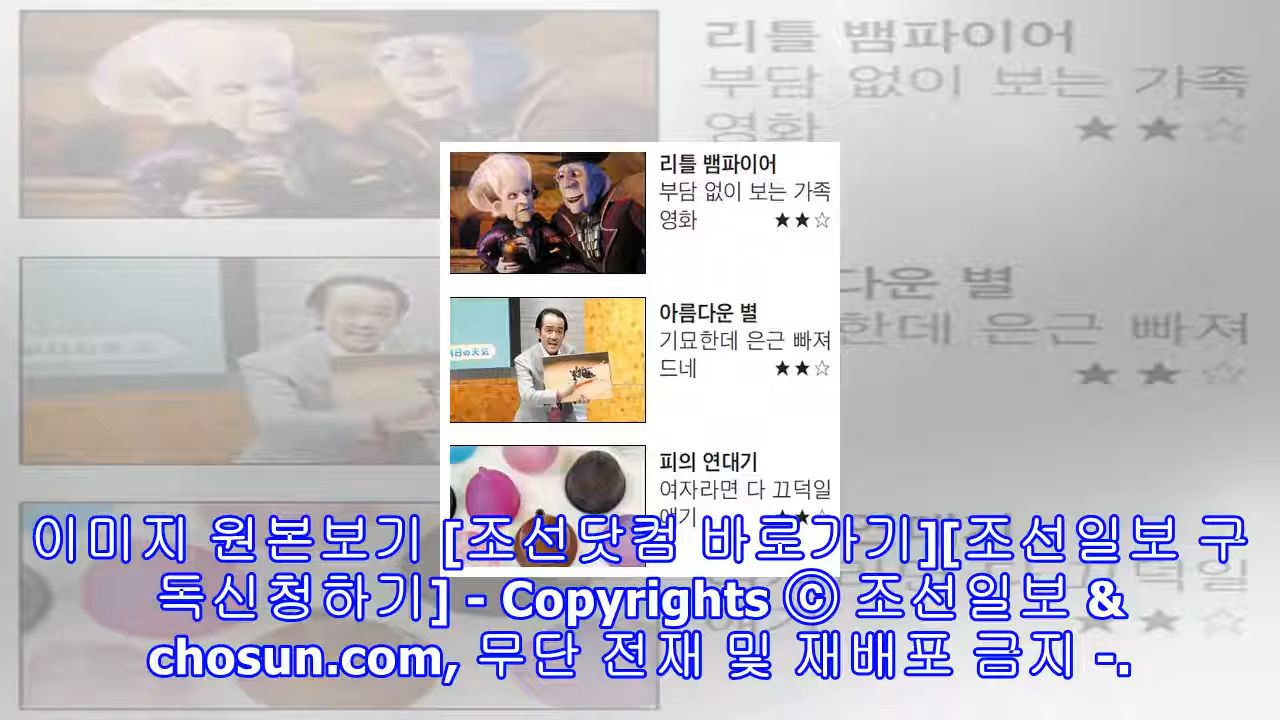 리틀 뱀파이어
부담 없이 보는 가족
영화 ★★☆
아름다운 별
기묘한데 은근 빠져
드네 ★★☆
피의 연대기
여자라면 다 끄덕일
얘기 ★★☆
이미지 원본보기 [조선닷컴 바로가기][조선일보 구
독신청하기] - Copyrights ⓒ 조선일보 &
chosun.com, 무단 전재 및 재배포 금지 -.